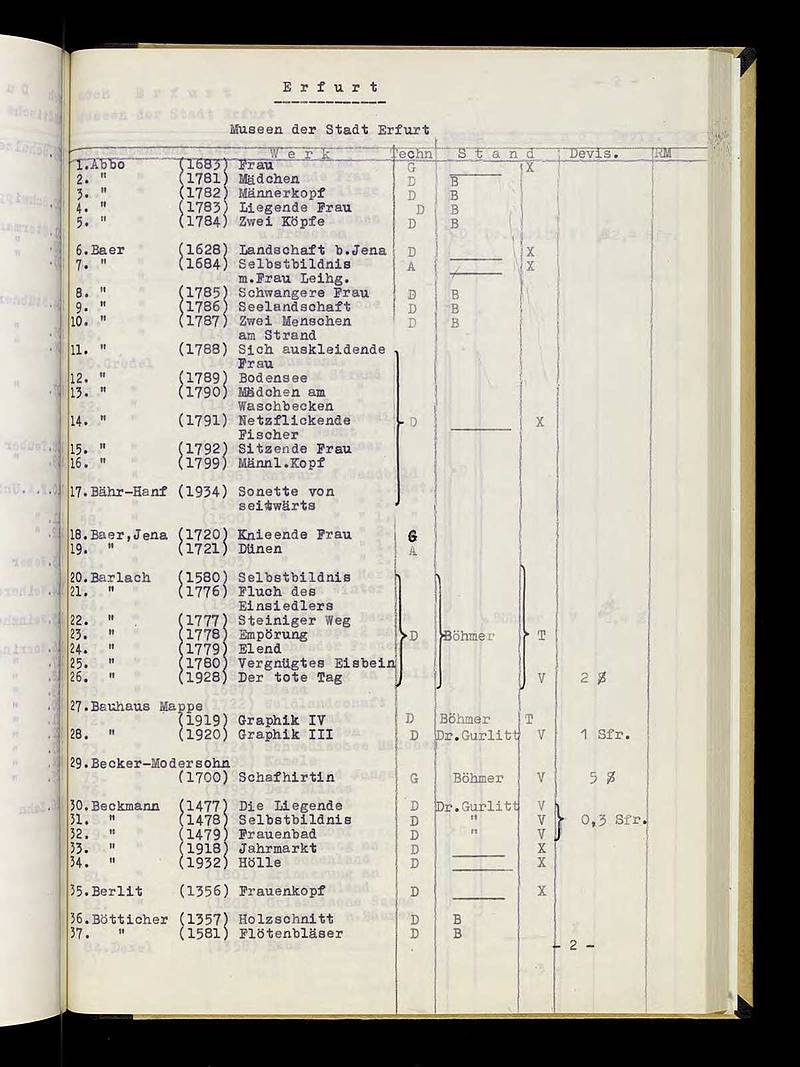 E r f u r t
Museen der Stadt Erfurt
W e r k Techn S t a n d Devis. RM
1.Abbo (1683) Frau G X
2. " (1781) Mädchen D B
3. " (1782) Männerkopf D B
4. " (1783) Liegende Frau D B
5. " (1784) Zwei Köpfe D B
6.Baer (1628) Landschaft b.Jena D X
7. " (1684) Selbstbildnis A X
m.Frau Leihg.
8. " (1785) Schwangere Frau D B
9. " (1786) Seelandschaft D B
10. " (1787) Zwei Menschen D B
am Strand
11. " (1788) Sich auskleidende
Frau
12. " (1789) Bodensee
13. " (1790) Mädchen am
Waschbecken
14. " (1791) Netzflickende D X
Fischer
15. " (1792) Sitzende Frau
16. " (1799) Männl.Kopf
17.Bähr-Hanf (1934) Sonette von
seitwärts
18.Baer,Jena (1720) Knieende Frau G
19. " (1721) Dünen A
20.Barlach (1580) Selbstbildnis
21. " (1776) Fluch des
Einsiedlers
22. " (1777) Steiniger Weg
23. " (1778) Empörung D Böhmer T
24. " (1779) Elend
25. " (1780) Vergnügtes Eisbein
26. " (1928) Der tote Tag V 2 $
27.Bauhaus Mappe
(1919) Graphik IV D Böhmer T
28. " (1920) Graphik III D Dr.Gurlitt V 1 Sfr.
29.Becker-Modersohn
(1700) Schafhirtin G Böhmer V 5 $
30.Beckmann (1477) Die Liegende D Dr.Gurlitt V
31. " (1478) Selbstbildnis D " V 0,3 Sfr.
32. " (1479) Frauenbad D " V
33. " (1918) Jahrmarkt D X
34. " (1932) Hölle D X
35.Berlit (1356) Frauenkopf D X
36.Bötticher (1357) Holzschnitt D B
37. " (1581) Flötenbläser D B
- 2 -